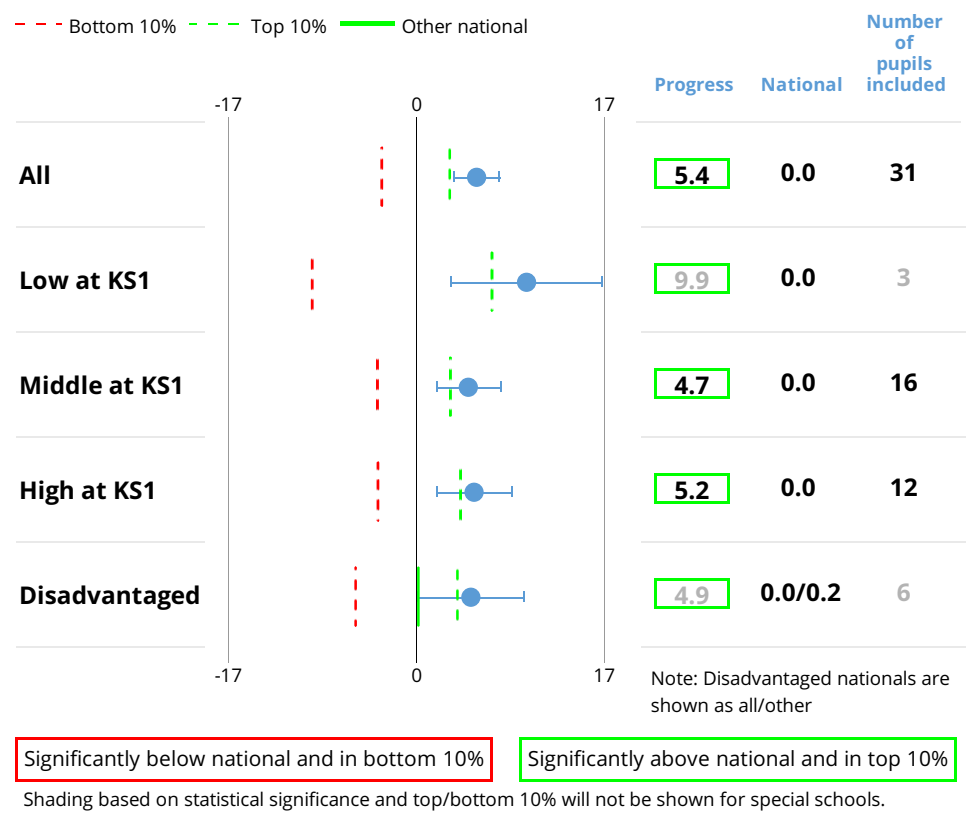 Bottom 10% Top 10% Other national
Number
of
pupils
included
Progress National
-17 0 17
All 5.4 0.0 31
Low at KS1 9.9 0.0 3
Middle at KS1 4.7 0.0 16
High at KS1 5.2 0.0 12
Disadvantaged 4.9 0.0/0.2 6
-17 0 17
Note: Disadvantaged nationals are
shown as all/other
Significantly below national and in bottom 10%
Significantly above national and in top 10%
Shading based on statistical significance and top/bottom 10% will not be shown for special schools.